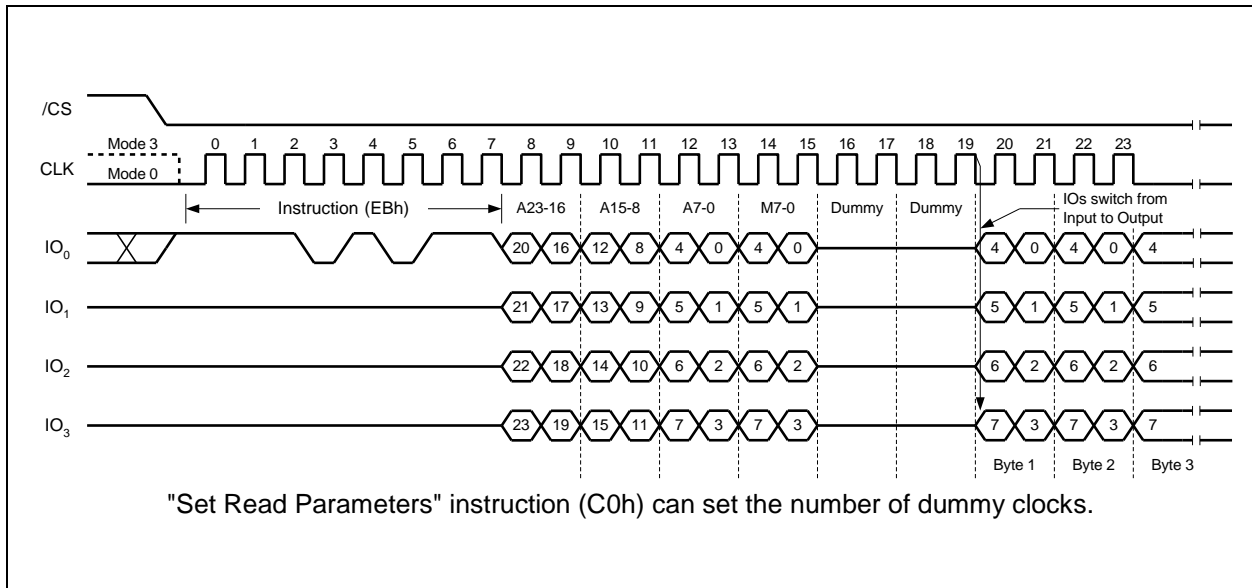 /CS
Mode 3 0 1 2 3 4 5 6 7 8 9 10 11 12 13 14 15 16 17 18 19 20 21 22 23
CLK
Mode 0
Instruction (EBh) A23-16 A15-8 A7-0 M7-0 Dummy Dummy
IOs switch from
Input to Output
IO0 20 16 12 8 4 0 4 0 4 0 4 0 4
IO1 21 17 13 9 5 1 5 1 5 1 5 1 5
IO2 22 18 14 10 6 2 6 2 6 2 6 2 6
IO3 23 19 15 11 7 3 7 3 7 3 7 3 7
Byte 1 Byte 2 Byte 3
"Set Read Parameters" instruction (C0h) can set the number of dummy clocks.